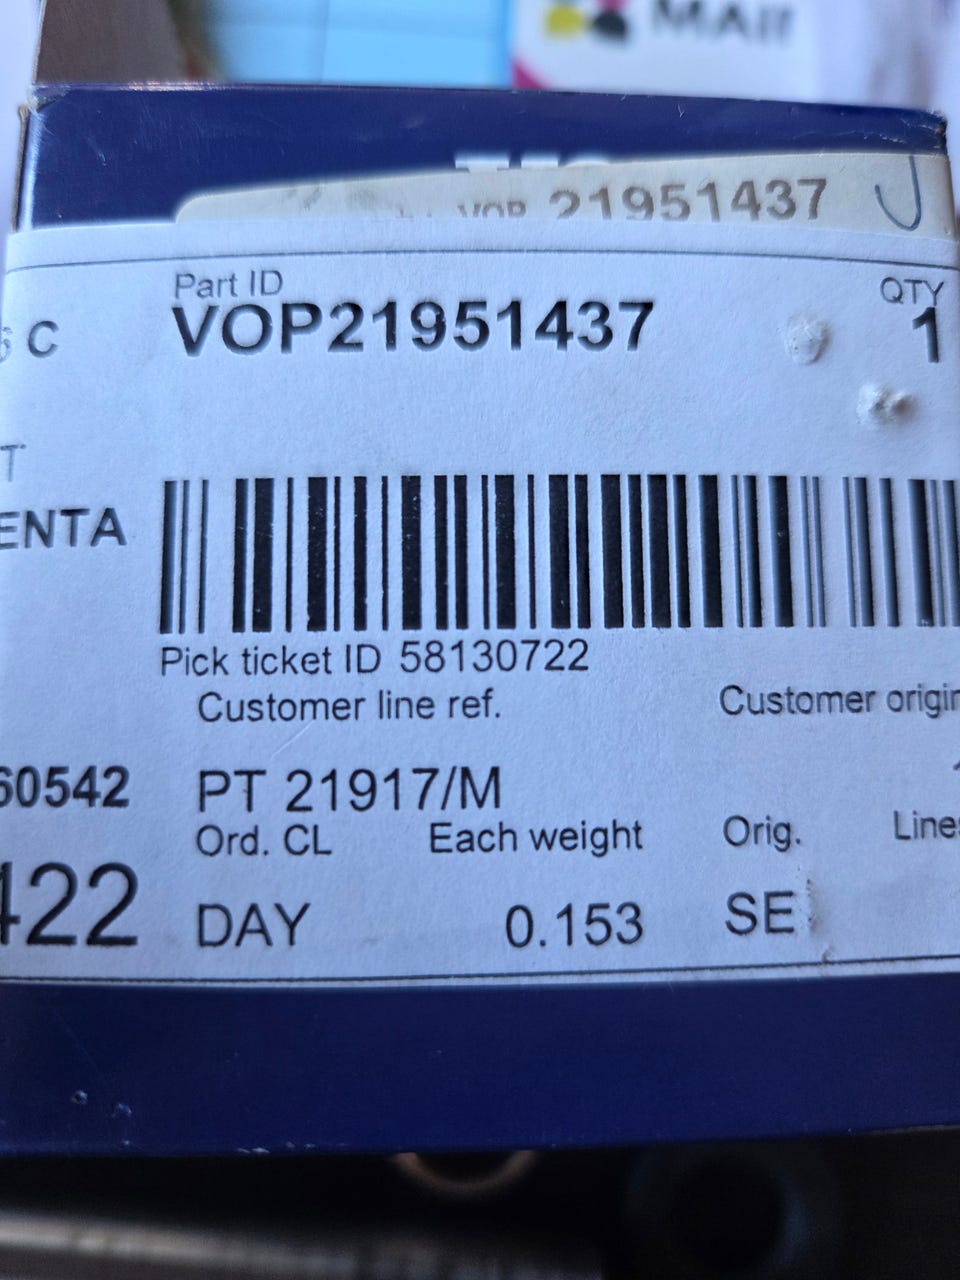 MAif
VOP 21951437 J
Part ID
QTY
C VOP21951437 1
T
ENTA
Pick ticket ID 58130722
Customer line ref. Customer origin
60542 PT 21917/M
Ord. CL Each weight Orig. Lines
422 DAY 0.153 SE